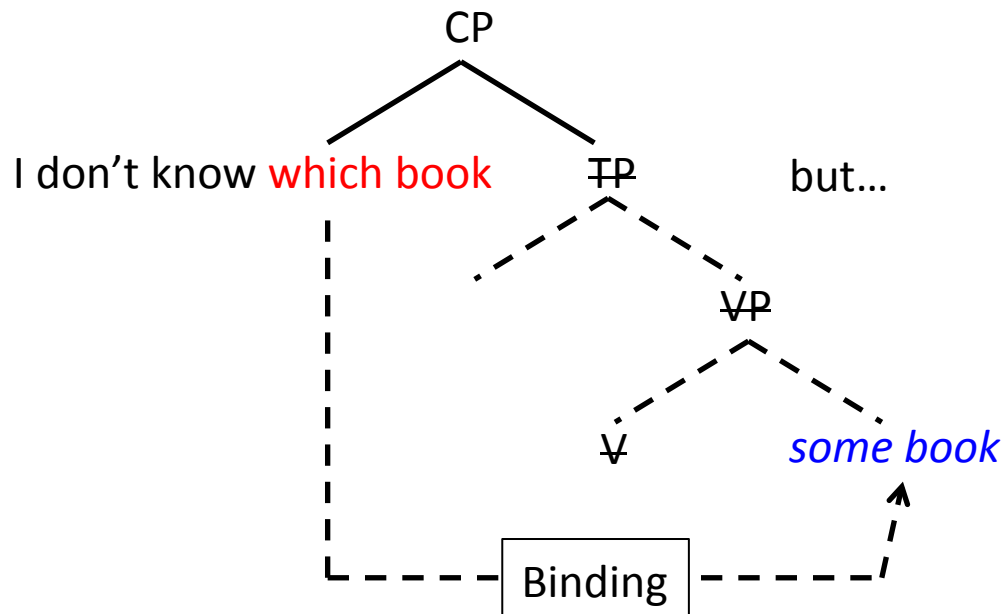 CP
I don’t know which book TP but…
VP
V some book
Binding